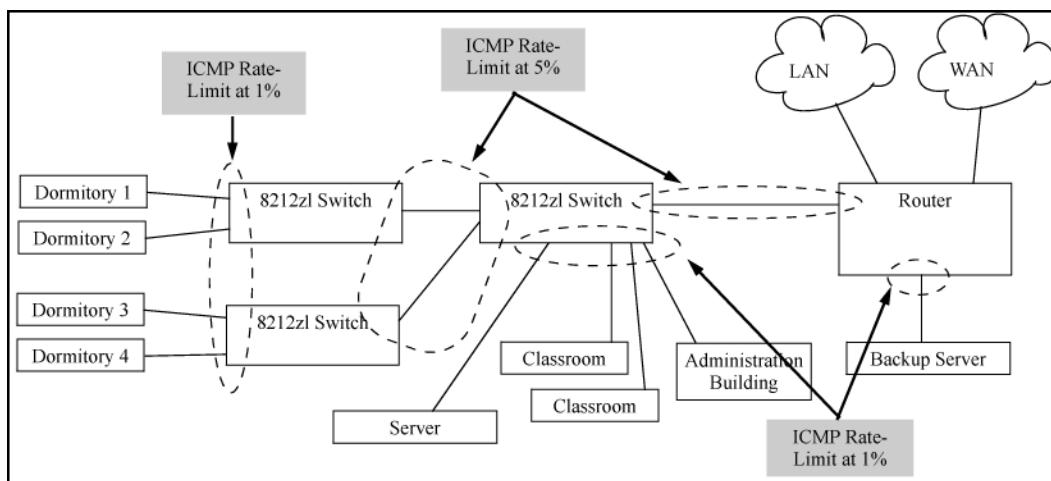 ICMP Rate-
Limit at 1%
ICMP Rate-
Limit at 5%
LAN
WAN
Dormitory 1
Dormitory 2
8212zl Switch
8212zl Switch
Router
Dormitory 3
Dormitory 4
8212zl Switch
Classroom
Administration
Building
Backup Server
Classroom
Server
ICMP Rate-
Limit at 1%